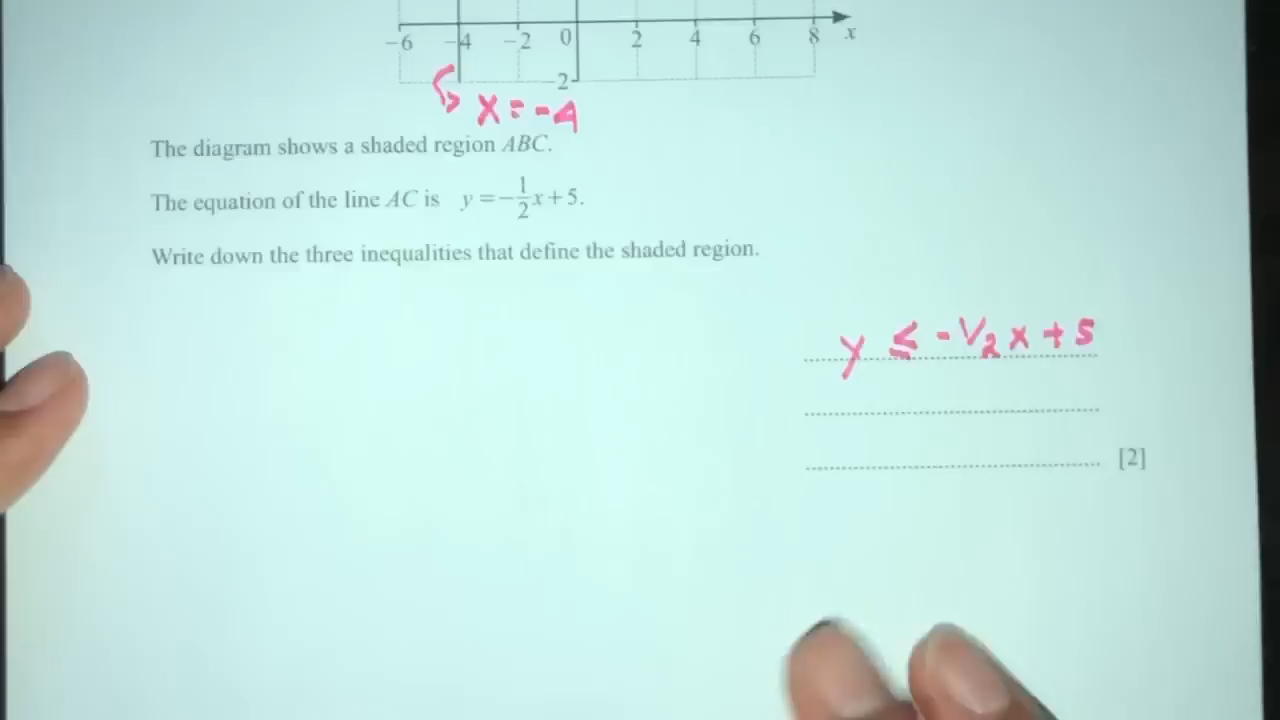 -6 -4 -2 0 2 4 6 8 x
-2
x = -4
The diagram shows a shaded region ABC.
The equation of the line AC is y = -1/2x + 5.
Write down the three inequalities that define the shaded region.
y ≤ -1/2 x + 5
[2]